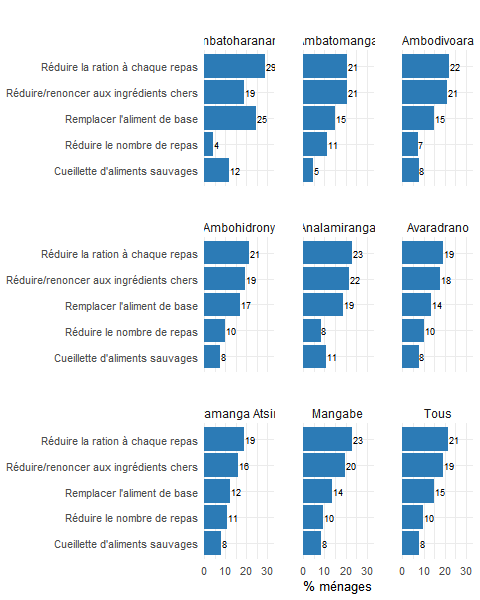 mbatoharanan Ambatomanga Ambodivoara
Réduire la ration à chaque repas 29 21 22
Réduire/renoncer aux ingrédients chers 19 21 21
Remplacer l'aliment de base 25 15 15
Réduire le nombre de repas 4 11 7
Cueillette d'aliments sauvages 12 5 8
Ambohidrony Analamiranga Avaradrano
Réduire la ration à chaque repas 21 23 19
Réduire/renoncer aux ingrédients chers 19 22 18
Remplacer l'aliment de base 17 19 14
Réduire le nombre de repas 10 8 10
Cueillette d'aliments sauvages 8 11 8
amanga Atsin Mangabe Tous
Réduire la ration à chaque repas 19 23 21
Réduire/renoncer aux ingrédients chers 16 20 19
Remplacer l'aliment de base 12 14 15
Réduire le nombre de repas 11 10 10
Cueillette d'aliments sauvages 8 8 8
0 10 20 30 0 10 20 30 0 10 20 30
% ménages